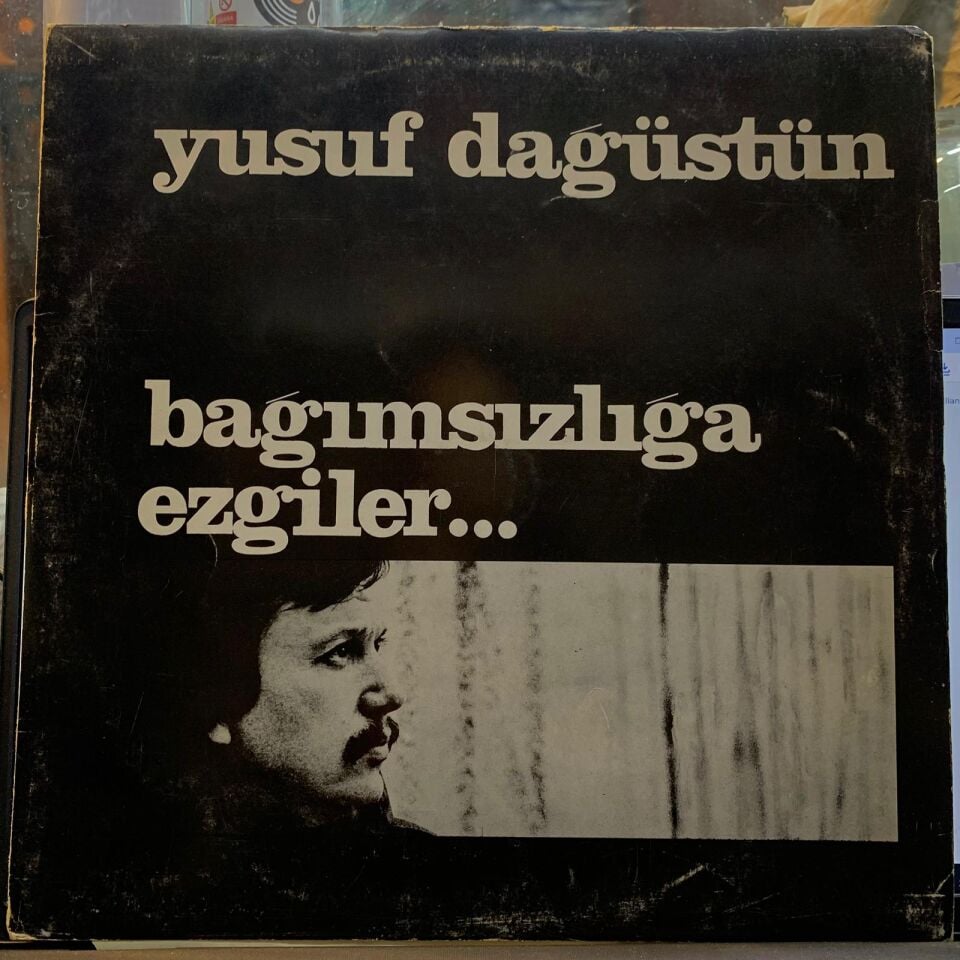 yusuf dağüstün
bağımsızlığa
ezgiler...